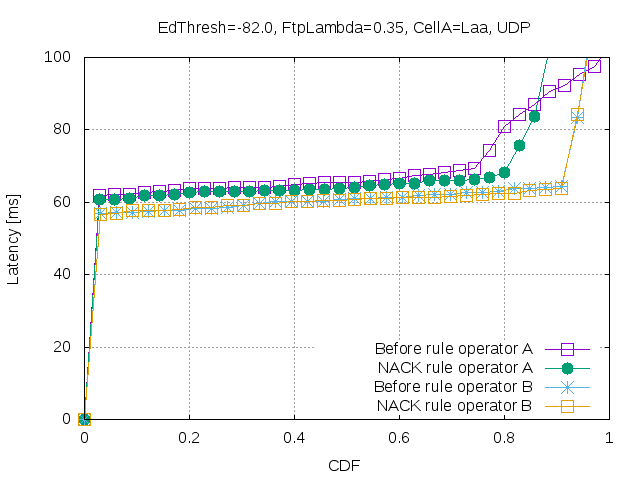 EdThresh=-82.0, FtpLambda=0.35, CellA=Laa, UDP
100
80
60
40
20
0
Latency [ms]
Before rule operator A
NACK rule operator A
Before rule operator B
NACK rule operator B
0
0.2
0.4
0.6
0.8
1
CDF